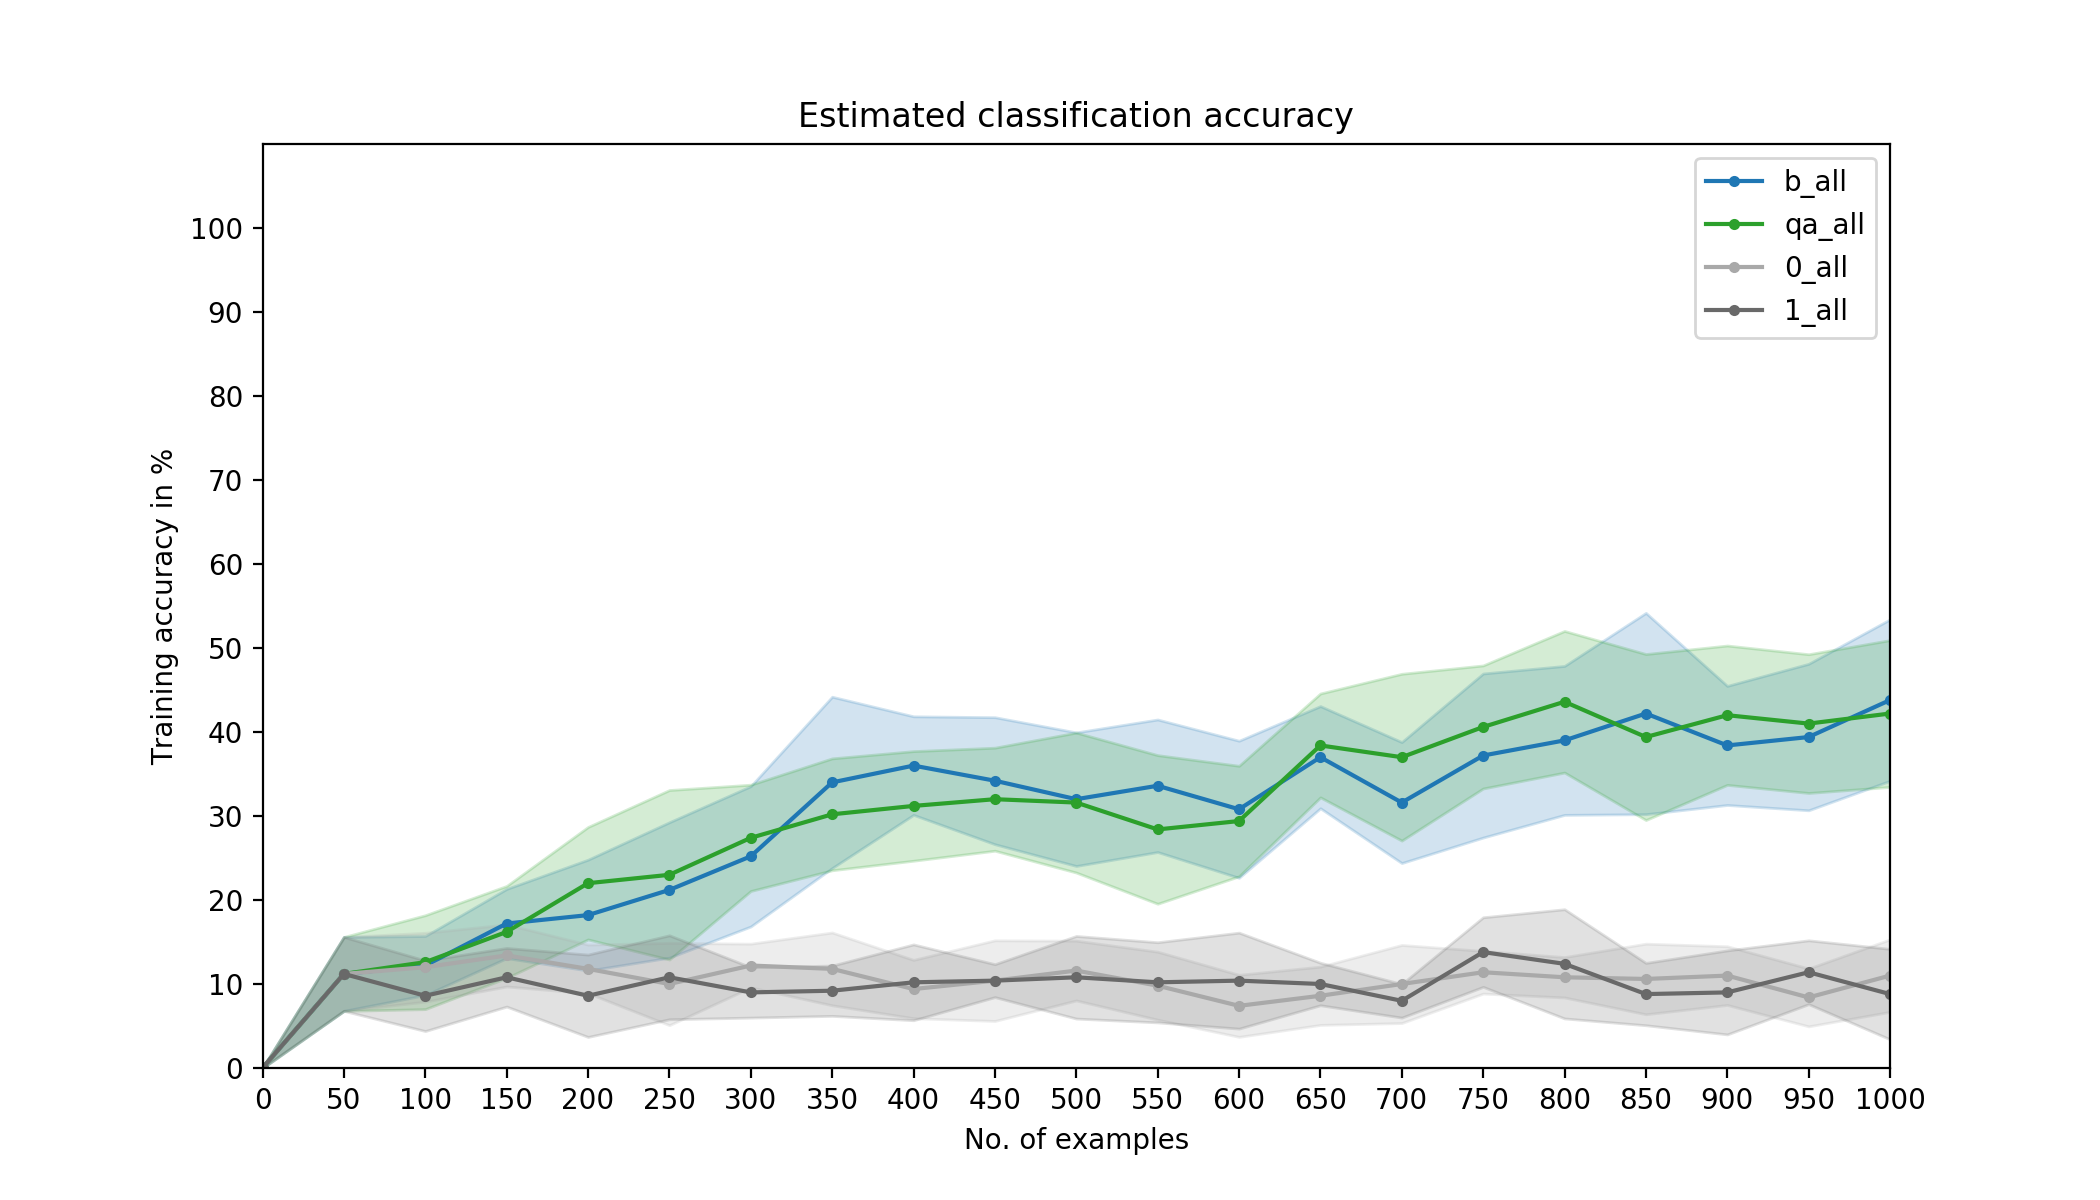 Estimated classification accuracy
b_all
qa_all
0_all
1_all
100
90
80
70
60
50
40
30
20
10
0
Training accuracy in %
0 50 100 150 200 250 300 350 400 450 500 550 600 650 700 750 800 850 900 950 1000
No. of examples